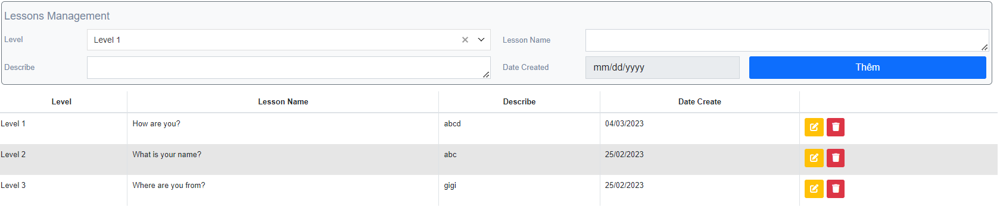 Lessons Management
Level Level 1 Lesson Name
Describe Date Created mm/dd/yyyy Thêm
Level Lesson Name Describe Date Create
Level 1 How are you? abcd 04/03/2023
Level 2 What is your name? abc 25/02/2023
Level 3 Where are you from? gigi 25/02/2023